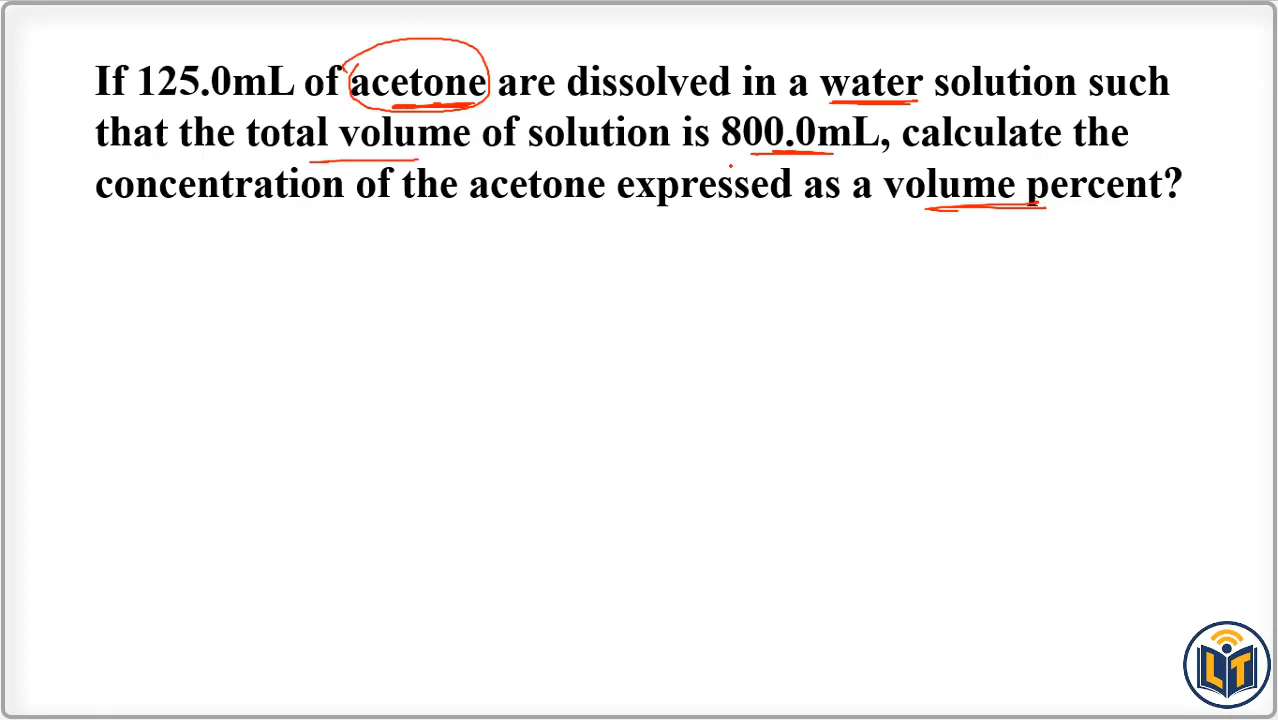 If 125.0mL of acetone are dissolved in a water solution such
that the total volume of solution is 800.0mL, calculate the
concentration of the acetone expressed as a volume percent?
LT